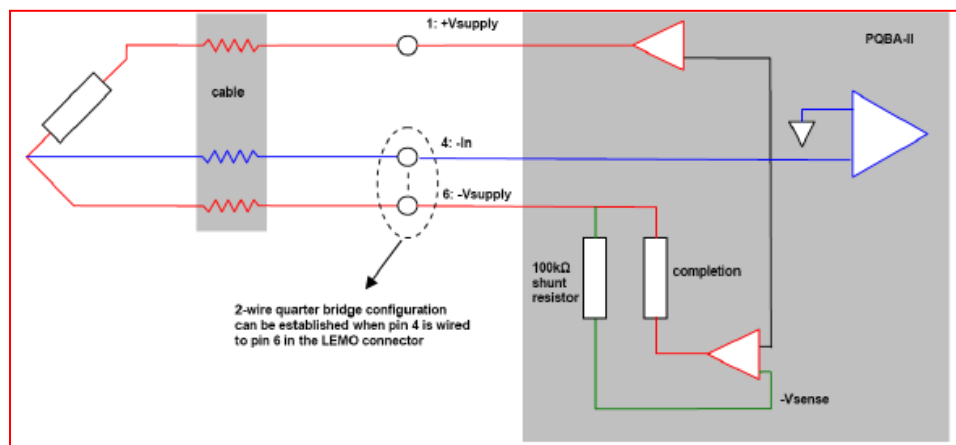 1: +Vsupply
PQBA-II
cable
4: -In
6: -Vsupply
100kΩ
shunt
resistor
completion
2-wire quarter bridge configuration
can be established when pin 4 is wired
to pin 6 in the LEMO connector
-Vsense